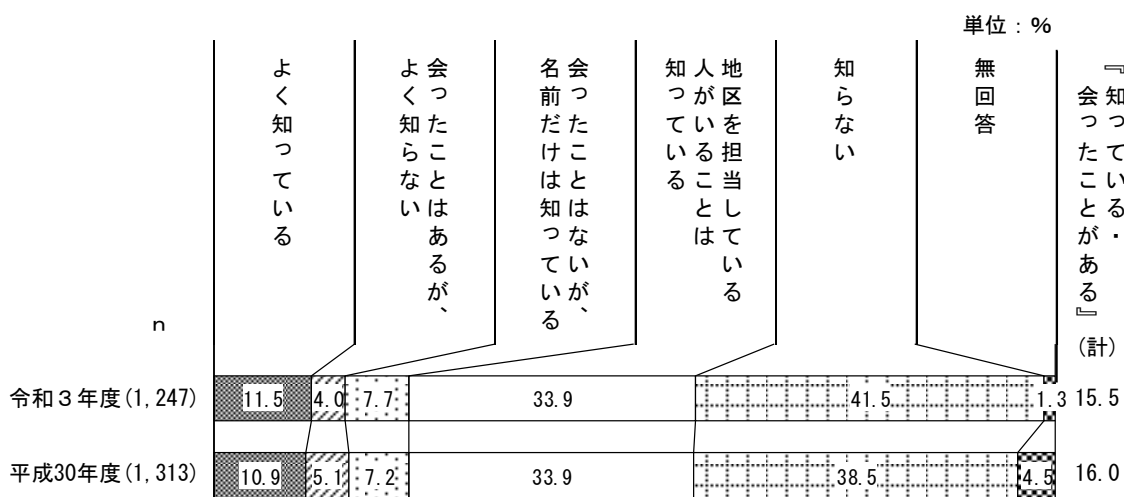 単位：%
よく知っている
会ったことはあるが、
よく知らない
会ったことはないが、
名前だけは知っている
地区を担当している
人がいることは
知っている
知らない
無回答
『知っている・
会ったことがある』
(計)
n
令和３年度(1,247)
11.5
4.0
7.7
33.9
41.5
1.3
15.5
平成30年度(1,313)
10.9
5.1
7.2
33.9
38.5
4.5
16.0